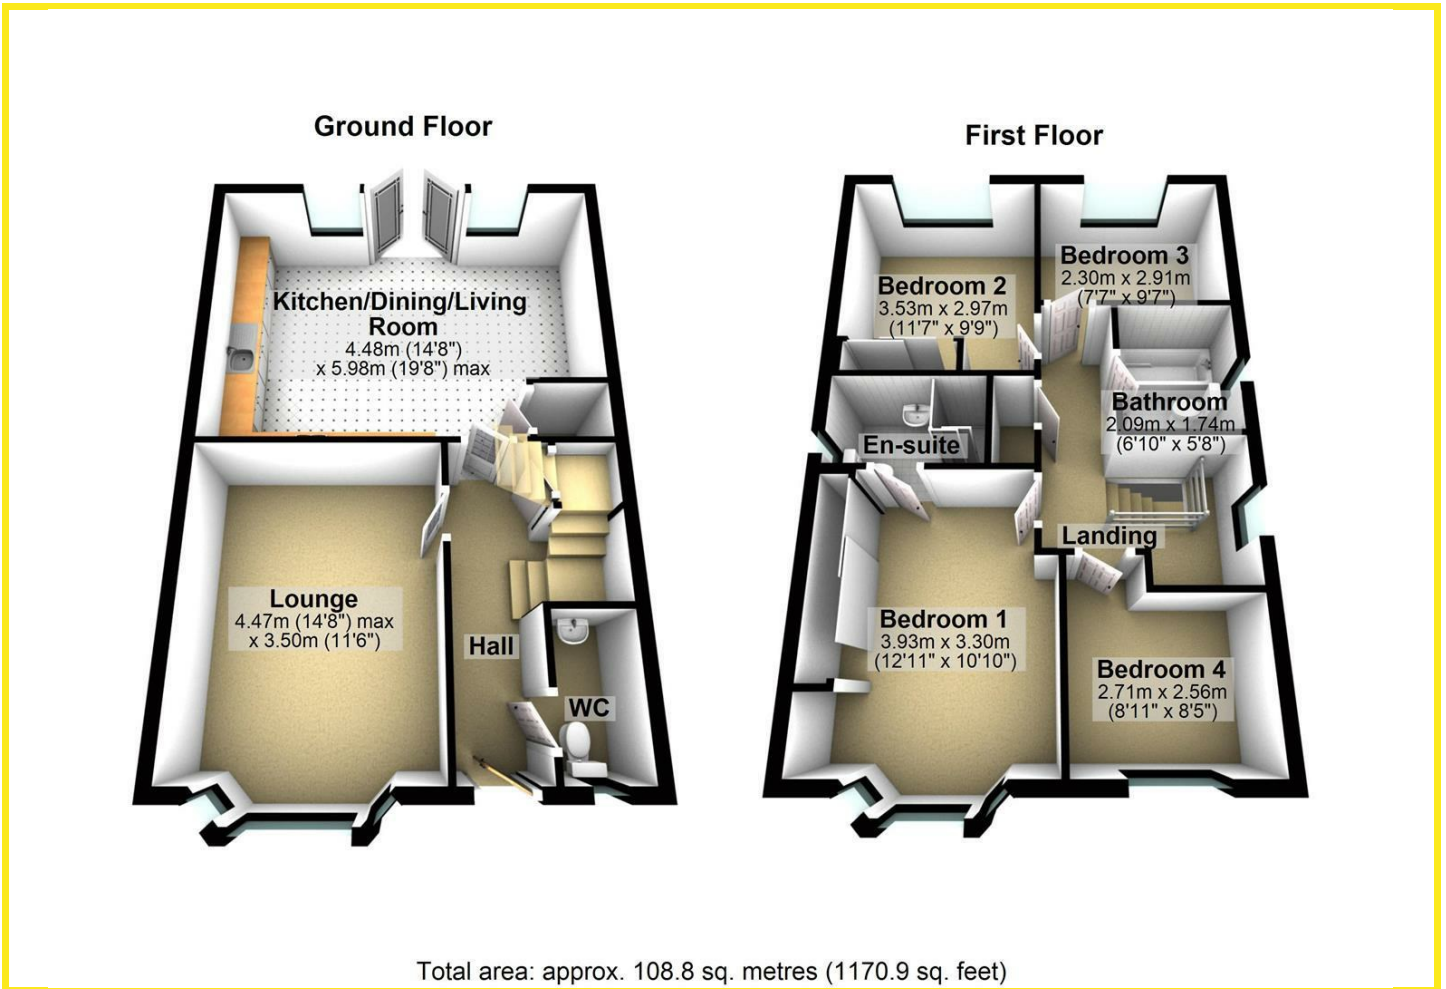 Ground Floor
Kitchen/Dining/Living
Room
4.48m (14'8")
x 5.98m (19'8") max
Lounge
4.47m (14'8") max
x 3.50m (11'6")
Hall
WC
First Floor
Bedroom 2
3.53m x 2.97m
(11'7" x 9'9")
Bedroom 3
2.30m x 2.91m
(7'7" x 9'7")
Bathroom
2.09m x 1.74m
(6'10" x 5'8")
En-suite
Landing
Bedroom 1
3.93m x 3.30m
(12'11" x 10'10")
Bedroom 4
2.71m x 2.56m
(8'11" x 8'5")
Total area: approx. 108.8 sq. metres (1170.9 sq. feet)